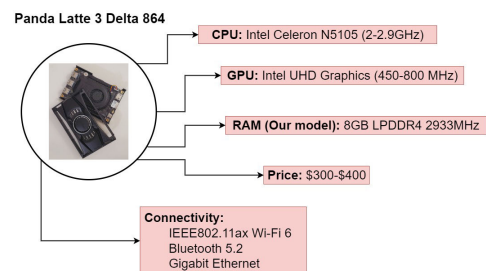 Panda Latte 3 Delta 864
CPU: Intel Celeron N5105 (2-2.9GHz)
GPU: Intel UHD Graphics (450-800 MHz)
RAM (Our model): 8GB LPDDR4 2933MHz
Price: $300-$400
Connectivity:
IEEE802.11ax Wi-Fi 6
Bluetooth 5.2
Gigabit Ethernet